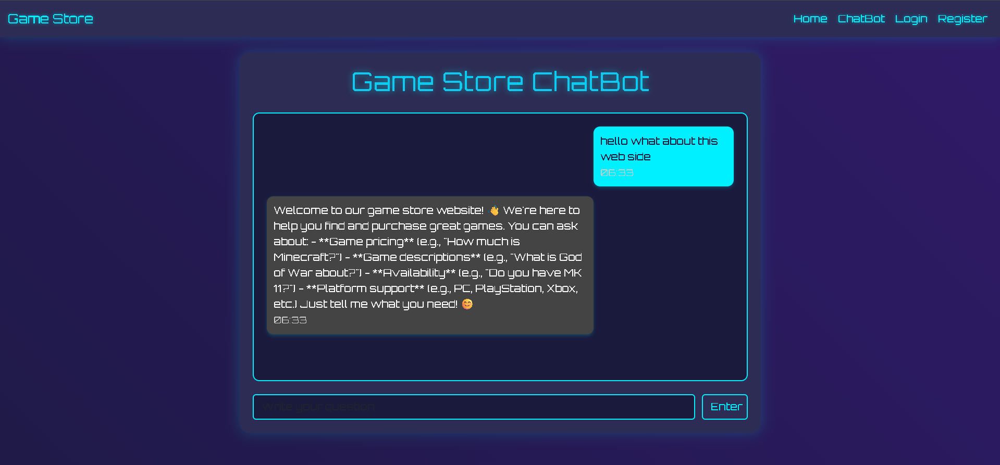 Game Store
Home ChatBot Login Register
Game Store ChatBot
hello what about this
web side
06:33
Welcome to our game store website! 👋 We're here to
help you find and purchase great games. You can ask
about: - **Game pricing** (e.g., "How much is
Minecraft?") - **Game descriptions** (e.g., "What is God
of War about?") - **Availability** (e.g., "Do you have MK
11?") - **Platform support** (e.g., PC, PlayStation, Xbox,
etc.) Just tell me what you need! 😊
06:33
Write your question
Enter